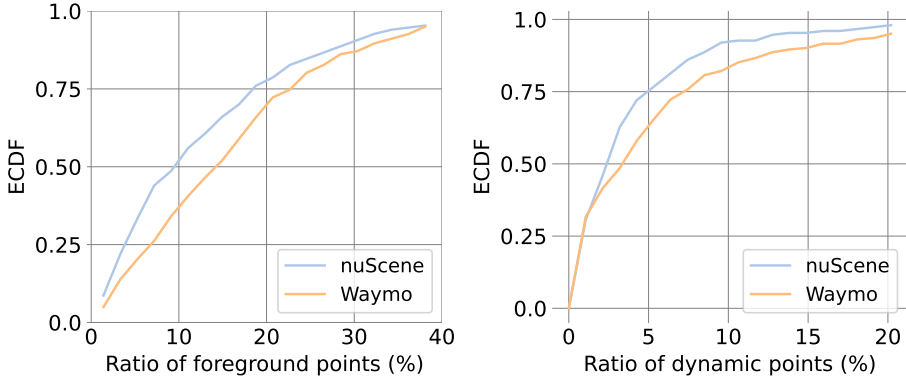 1.0
0.75
0.50
0.25
0.0
ECDF
0 10 20 30 40
Ratio of foreground points (%)
nuScene
Waymo
1.0
0.75
0.50
0.25
0.0
ECDF
0 5 10 15 20
Ratio of dynamic points (%)
nuScene
Waymo